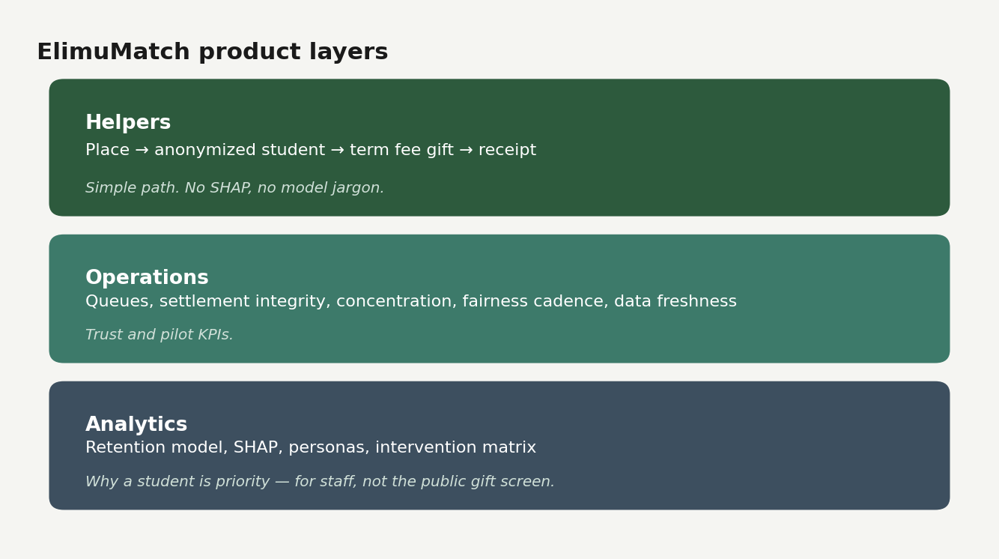 ElimuMatch product layers
Helpers
Place → anonymized student → term fee gift → receipt
Simple path. No SHAP, no model jargon.
Operations
Queues, settlement integrity, concentration, fairness cadence, data freshness
Trust and pilot KPIs.
Analytics
Retention model, SHAP, personas, intervention matrix
Why a student is priority — for staff, not the public gift screen.